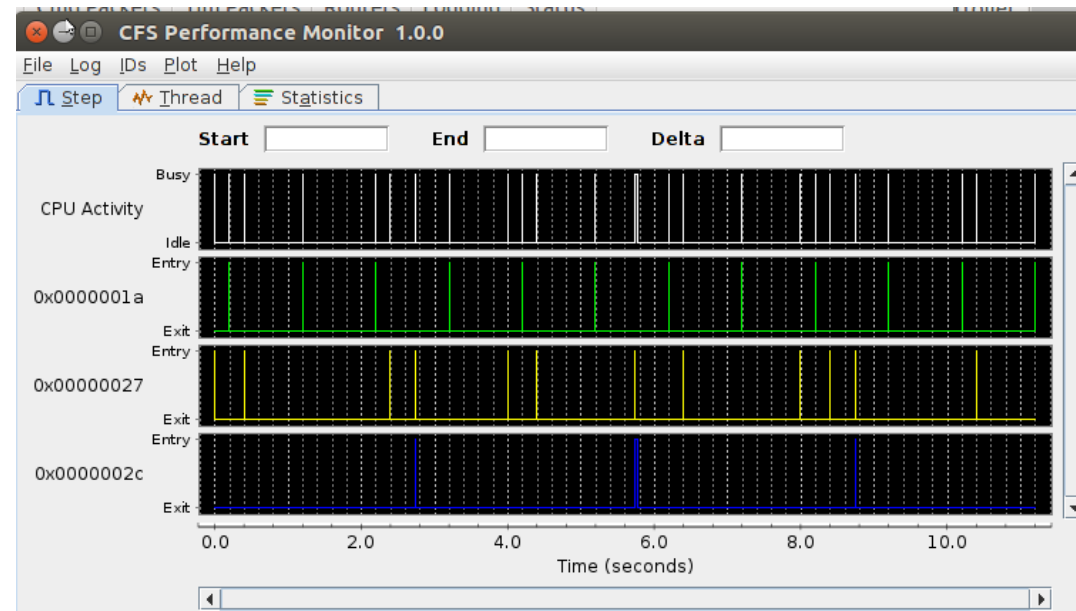 CFS Performance Monitor 1.0.0
File Log IDs Plot Help
Step Thread Statistics
Start End Delta
Busy
CPU Activity
Idle
Entry
0x0000001a
Exit
Entry
0x00000027
Exit
Entry
0x0000002c
Exit
0.0 2.0 4.0 6.0 8.0 10.0
Time (seconds)